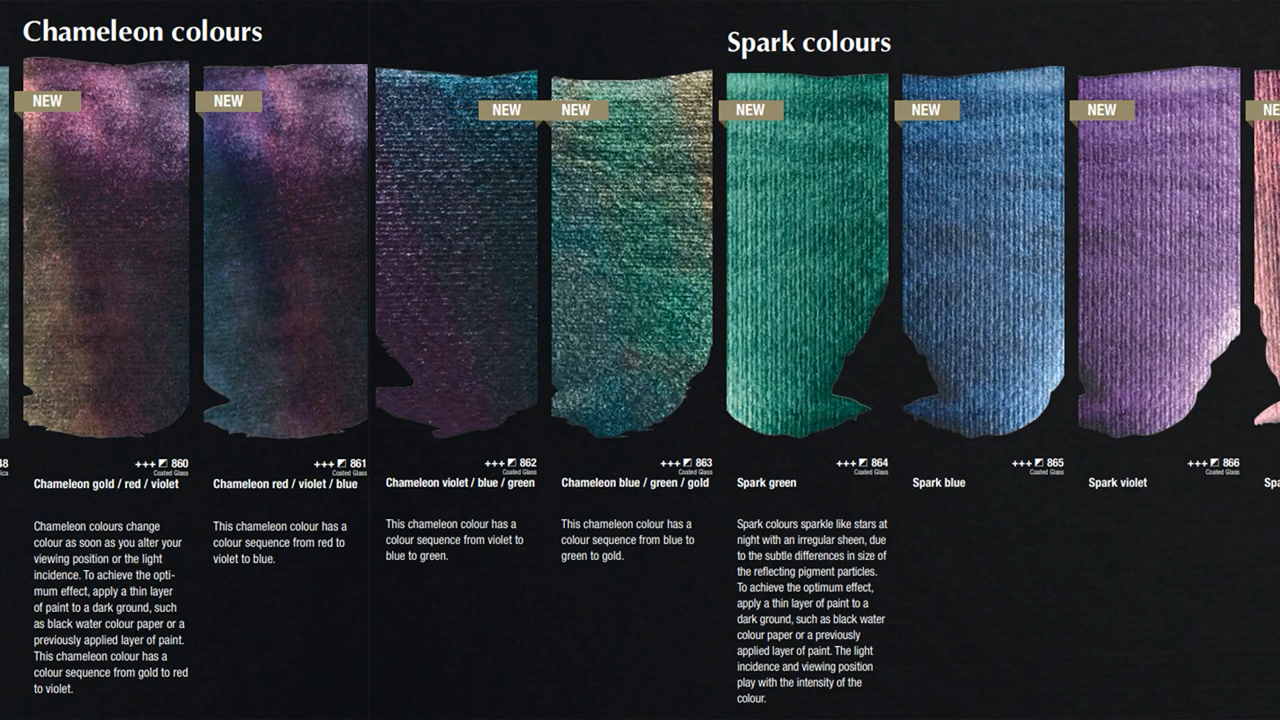 Chameleon colours
Spark colours
NEW
NEW
NEW
NEW
NEW
NEW
NEW
NE
48
+++ 860
Coated Glass
Chameleon gold / red / violet
Chameleon colours change
colour as soon as you alter your
viewing position or the light
incidence. To achieve the opti-
mum effect, apply a thin layer
of paint to a dark ground, such
as black water colour paper or a
previously applied layer of paint.
This chameleon colour has a
colour sequence from gold to red
to violet.
+++ 861
Coated Glass
Chameleon red / violet / blue
This chameleon colour has a
colour sequence from red to
violet to blue.
+++ 862
Coated Glass
Chameleon violet / blue / green
This chameleon colour has a
colour sequence from violet to
blue to green.
+++ 863
Coated Glass
Chameleon blue / green / gold
This chameleon colour has a
colour sequence from blue to
green to gold.
+++ 864
Coated Glass
Spark green
Spark colours sparkle like stars at
night with an irregular sheen, due
to the subtle differences in size of
the reflecting pigment particles.
To achieve the optimum effect,
apply a thin layer of paint to a
dark ground, such as black water
colour paper or a previously
applied layer of paint. The light
incidence and viewing position
play with the intensity of the
colour.
+++ 865
Coated Glass
Spark blue
+++ 866
Coated Glass
Spark violet
Spa